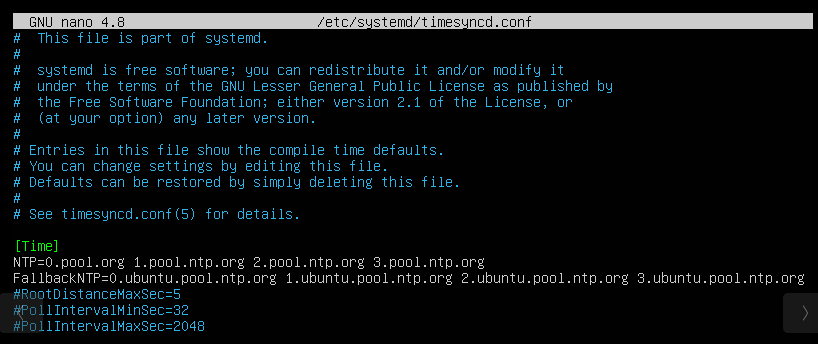 GNU nano 4.8 /etc/systemd/timesyncd.conf
#  This file is part of systemd.
#
#  systemd is free software; you can redistribute it and/or modify it
#  under the terms of the GNU Lesser General Public License as published by
#  the Free Software Foundation; either version 2.1 of the License, or
#  (at your option) any later version.
#
# Entries in this file show the compile time defaults.
# You can change settings by editing this file.
# Defaults can be restored by simply deleting this file.
#
# See timesyncd.conf(5) for details.
[Time]
NTP=0.pool.org 1.pool.ntp.org 2.pool.ntp.org 3.pool.ntp.org
FallbackNTP=0.ubuntu.pool.ntp.org 1.ubuntu.pool.ntp.org 2.ubuntu.pool.ntp.org 3.ubuntu.pool.ntp.org
#RootDistanceMaxSec=5
#PollIntervalMinSec=32
#PollIntervalMaxSec=2048